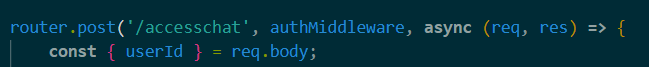 router.post('/accesschat', authMiddleware, async (req, res) => {
const { userId } = req.body;